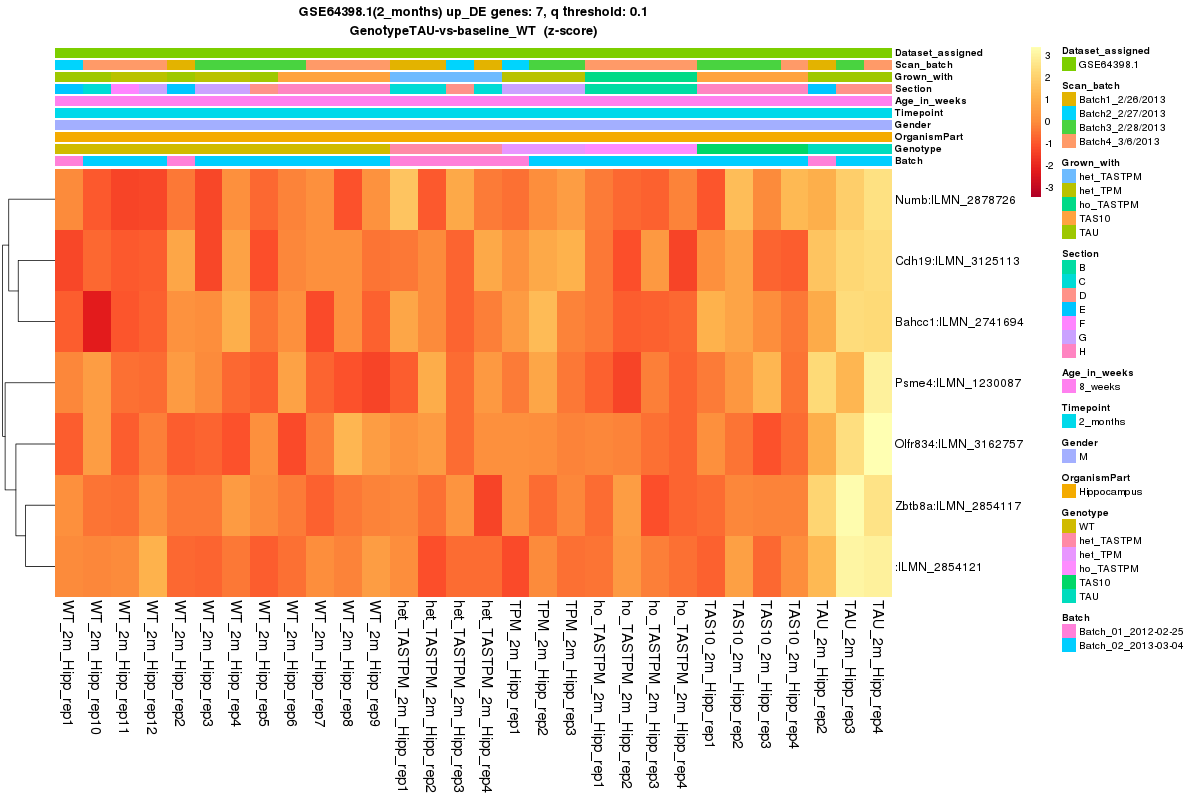 GSE64398.1(2_months) up_DE genes: 7, q threshold: 0.1
GenotypeTAU-vs-baseline_WT (z-score)
Dataset_assigned
Scan_batch
Grown_with
Section
Age_in_weeks
Timepoint
Gender
OrganismPart
Genotype
Batch
Numb:ILMN_2878726
Cdh19:ILMN_3125113
Bahcc1:ILMN_2741694
Psme4:ILMN_1230087
Olfr834:ILMN_3162757
Zbtb8a:ILMN_2854117
:ILMN_2854121
WT_2m_Hipp_rep1
WT_2m_Hipp_rep10
WT_2m_Hipp_rep11
WT_2m_Hipp_rep12
WT_2m_Hipp_rep2
WT_2m_Hipp_rep3
WT_2m_Hipp_rep4
WT_2m_Hipp_rep5
WT_2m_Hipp_rep6
WT_2m_Hipp_rep7
WT_2m_Hipp_rep8
WT_2m_Hipp_rep9
het_TASTPM_2m_Hipp_rep1
het_TASTPM_2m_Hipp_rep2
het_TASTPM_2m_Hipp_rep3
het_TASTPM_2m_Hipp_rep4
TPM_2m_Hipp_rep1
TPM_2m_Hipp_rep2
TPM_2m_Hipp_rep3
ho_TASTPM_2m_Hipp_rep1
ho_TASTPM_2m_Hipp_rep2
ho_TASTPM_2m_Hipp_rep3
ho_TASTPM_2m_Hipp_rep4
TAS10_2m_Hipp_rep1
TAS10_2m_Hipp_rep2
TAS10_2m_Hipp_rep3
TAS10_2m_Hipp_rep4
TAU_2m_Hipp_rep2
TAU_2m_Hipp_rep3
TAU_2m_Hipp_rep4
3
2
1
0
-1
-2
-3
Dataset_assigned
GSE64398.1
Scan_batch
Batch1_2/26/2013
Batch2_2/27/2013
Batch3_2/28/2013
Batch4_3/6/2013
Grown_with
het_TASTPM
het_TPM
ho_TASTPM
TAS10
TAU
Section
B
C
D
E
F
G
H
Age_in_weeks
8_weeks
Timepoint
2_months
Gender
M
OrganismPart
Hippocampus
Genotype
WT
het_TASTPM
het_TPM
ho_TASTPM
TAS10
TAU
Batch
Batch_01_2012-02-25
Batch_02_2013-03-04